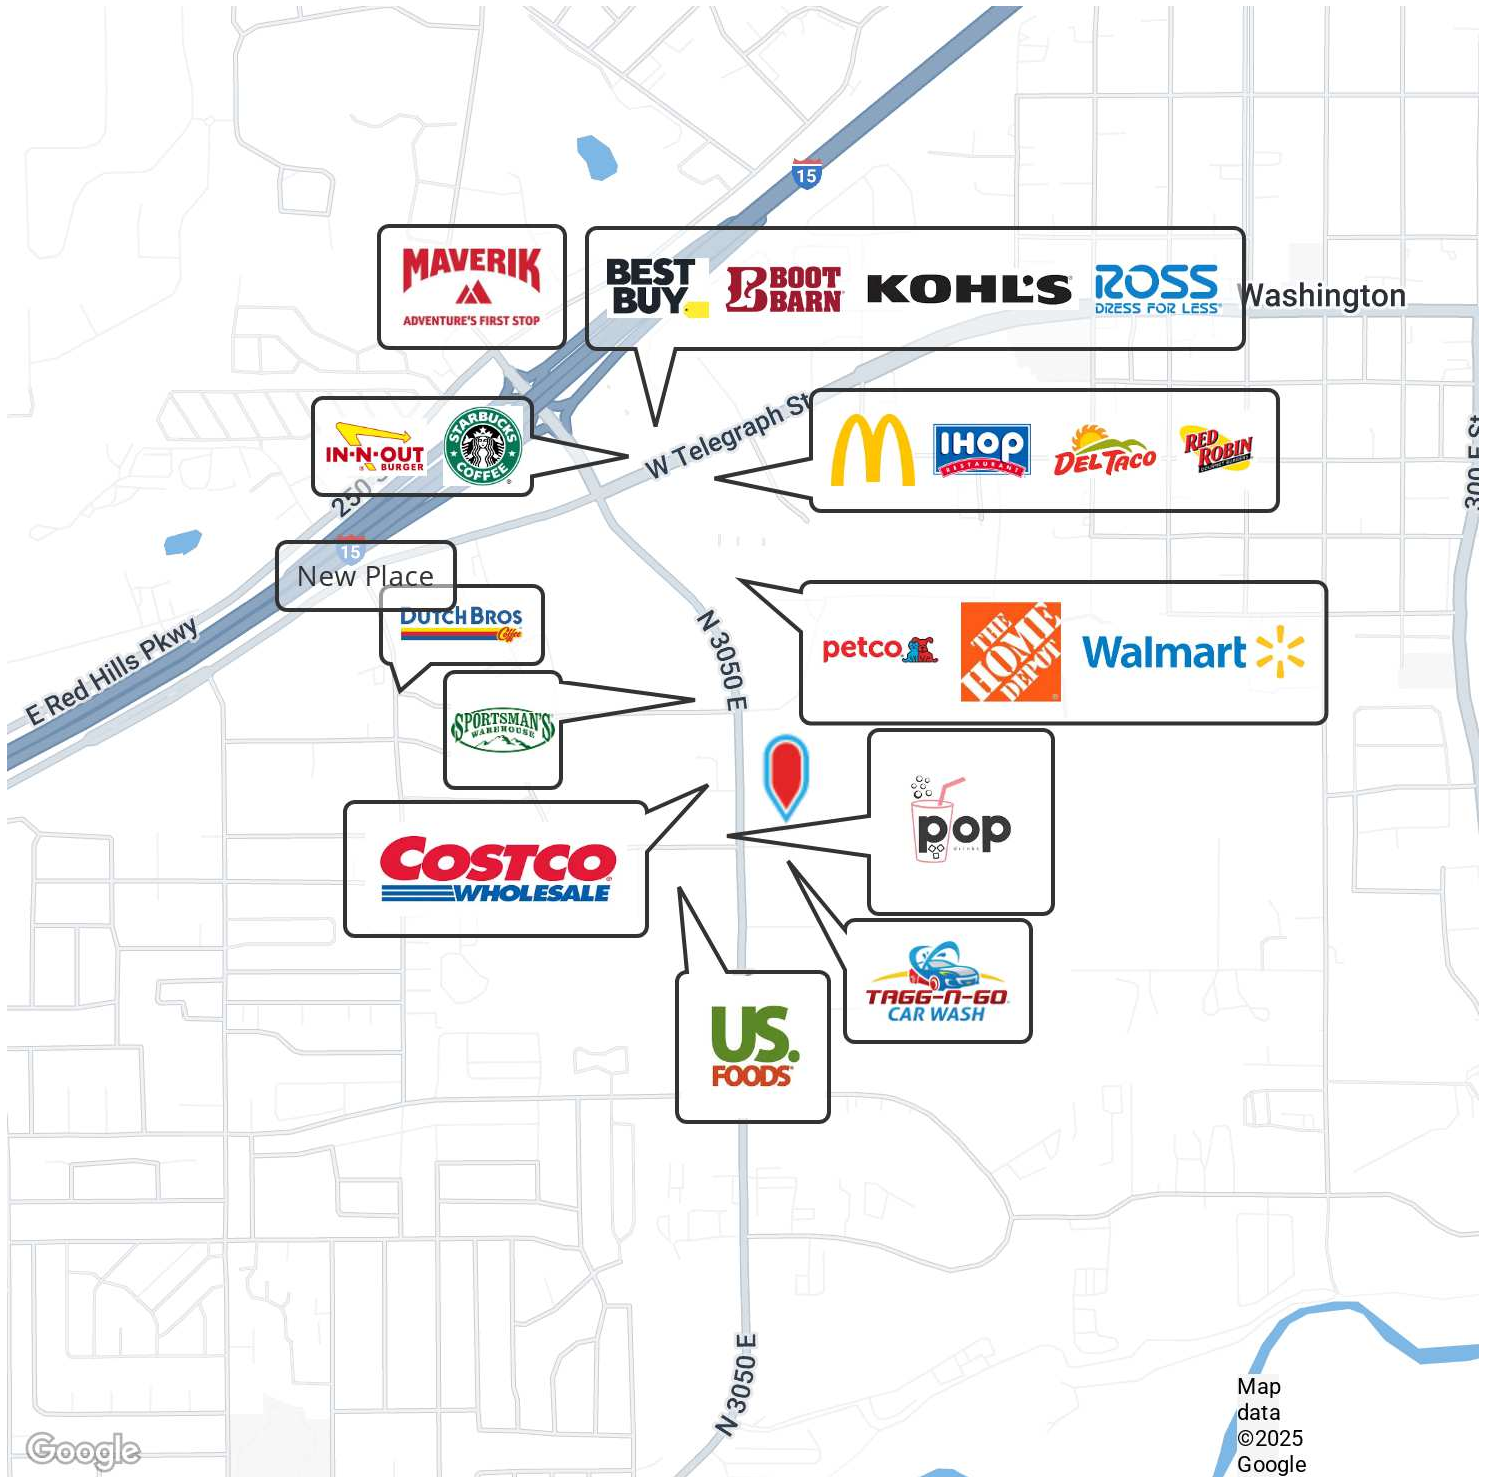 15
MAVERIK
ADVENTURE'S FIRST STOP
BEST
BUY
BOOT
BARN
KOHL'S
ROSS
DRESS FOR LESS
Washington
IN-N-OUT
BURGER
STARBUCKS
COFFEE
250
W Telegraph St
IHOP
RESTAURANT
DEL TACO
RED
ROBIN
300 E St
15
New Place
DUTCH BROS
Coffee
E Red Hills Pkwy
N 3050 E
petco
THE
HOME
DEPOT
Walmart
SPORTSMAN'S
WAREHOUSE
pop
COSTCO
WHOLESALE
TAGG-N-GO
CAR WASH
US.
FOODS
N 3050 E
Map
data
©2025
Google
Google